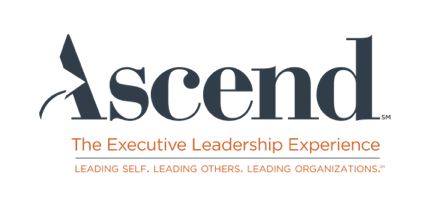 Ascend℠
The Executive Leadership Experience
LEADING SELF. LEADING OTHERS. LEADING ORGANIZATIONS.℠